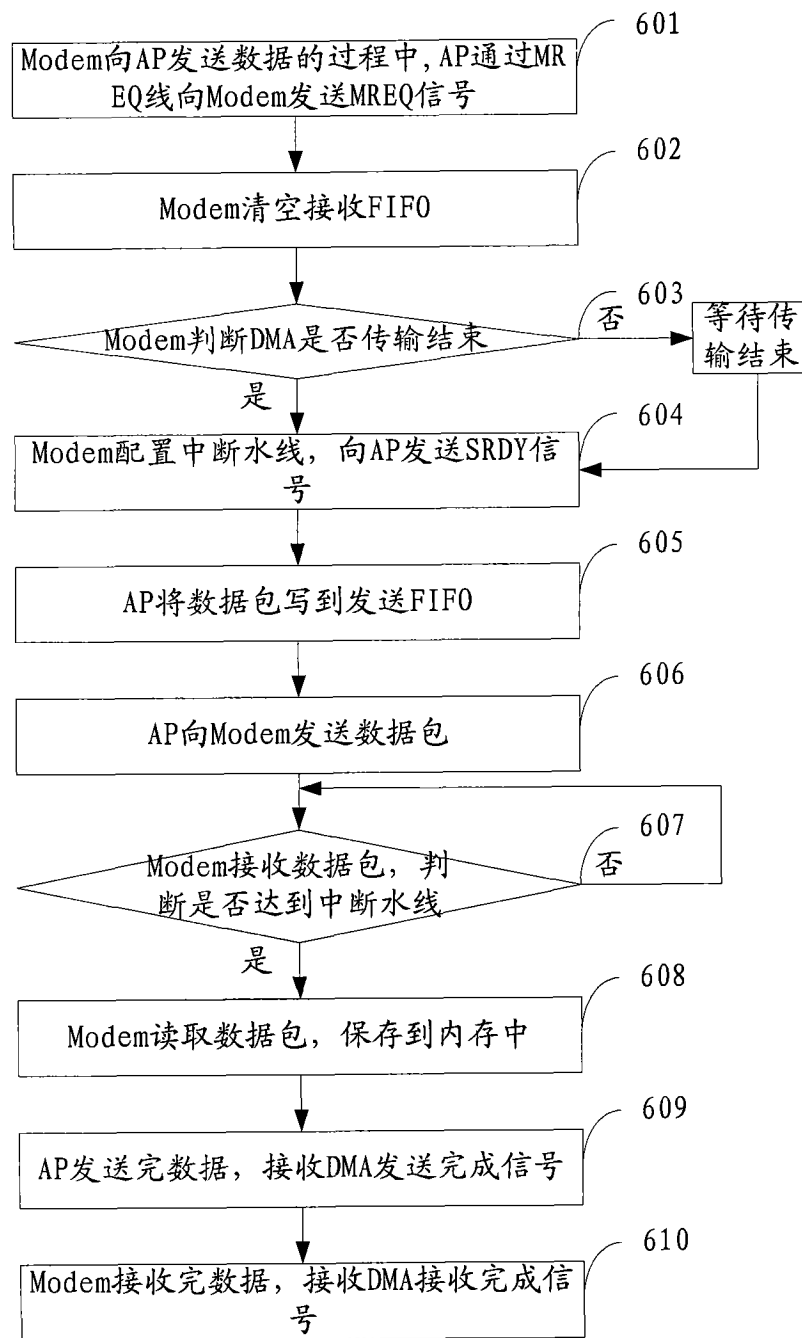 601
Modem向AP发送数据的过程中,AP通过MR
EQ线向Modem发送MREQ信号
602
Modem清空接收FIFO
603
Modem判断DMA是否传输结束
否
等待传
输结束
是
604
Modem配置中断水线，向AP发送SRDY信
号
605
AP将数据包写到发送FIFO
606
AP向Modem发送数据包
607
Modem接收数据包，判
断是否达到中断水线
否
是
608
Modem读取数据包，保存到内存中
609
AP发送完数据，接收DMA发送完成信号
610
Modem接收完数据，接收DMA接收完成信
号